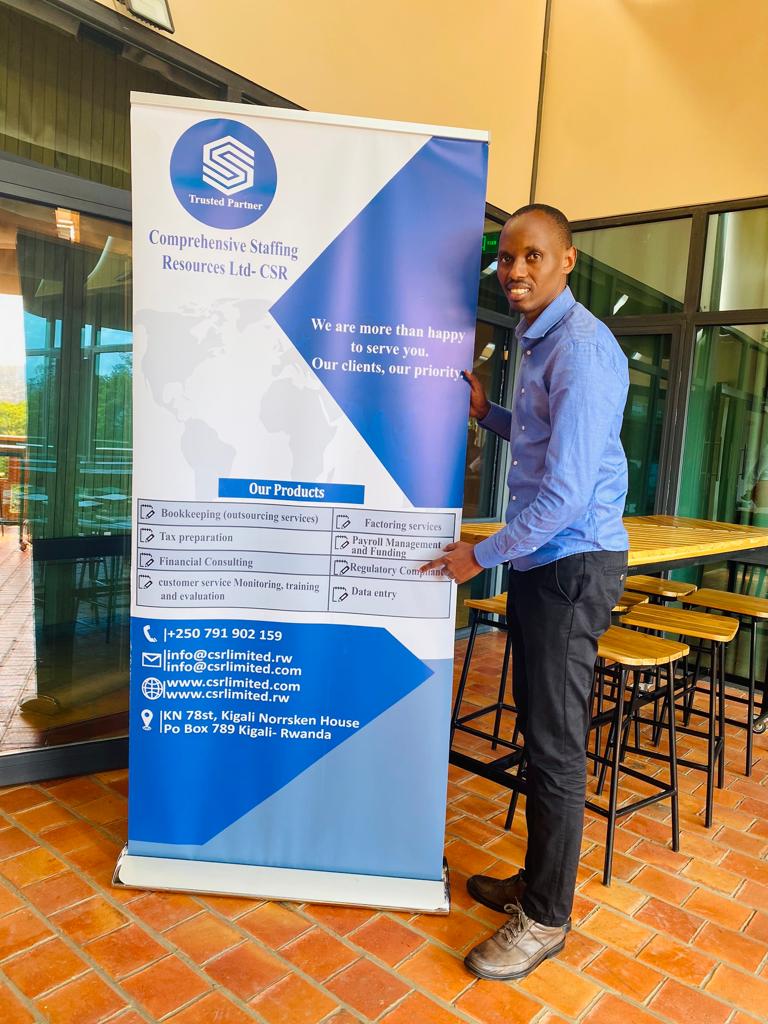 Trusted Partner
Comprehensive Staffing
Resources Ltd- CSR
We are more than happy
to serve you.
Our clients, our priority.
Our Products
Bookkeeping (outsourcing services)
Factoring services
Tax preparation
Payroll Management
and Funding
Financial Consulting
Regulatory Compliance
customer service Monitoring, training
and evaluation
Data entry
+250 791 902 159
info@csrlimited.rw
info@csrlimited.com
www.csrlimited.com
www.csrlimited.rw
KN 78st, Kigali Norrsken House
Po Box 789 Kigali- Rwanda